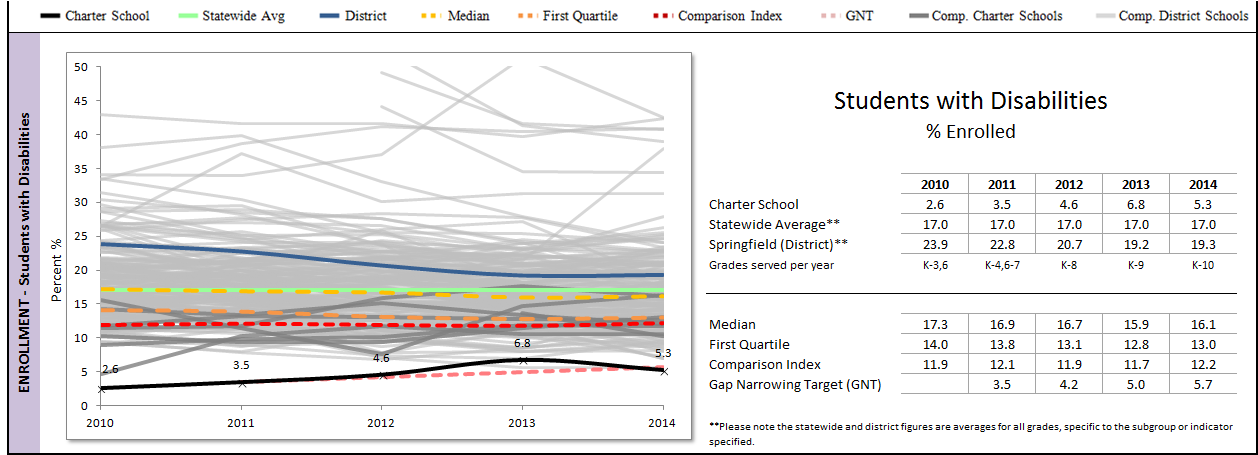 Charter School Statewide Avg District Median First Quartile Comparison Index GNT Comp. Charter Schools Comp. District Schools
ENROLLMENT - Students with Disabilities
Percent %
50
45
40
35
30
25
20
15
10
5
0
2.6 3.5 4.6 6.8 5.3
2010 2011 2012 2013 2014
Students with Disabilities
% Enrolled
2010 2011 2012 2013 2014
Charter School 2.6 3.5 4.6 6.8 5.3
Statewide Average** 17.0 17.0 17.0 17.0 17.0
Springfield (District)** 23.9 22.8 20.7 19.2 19.3
Grades served per year K-3,6 K-4,6-7 K-8 K-9 K-10
Median 17.3 16.9 16.7 15.9 16.1
First Quartile 14.0 13.8 13.1 12.8 13.0
Comparison Index 11.9 12.1 11.9 11.7 12.2
Gap Narrowing Target (GNT) 3.5 4.2 5.0 5.7
**Please note the statewide and district figures are averages for all grades, specific to the subgroup or indicator
specified.